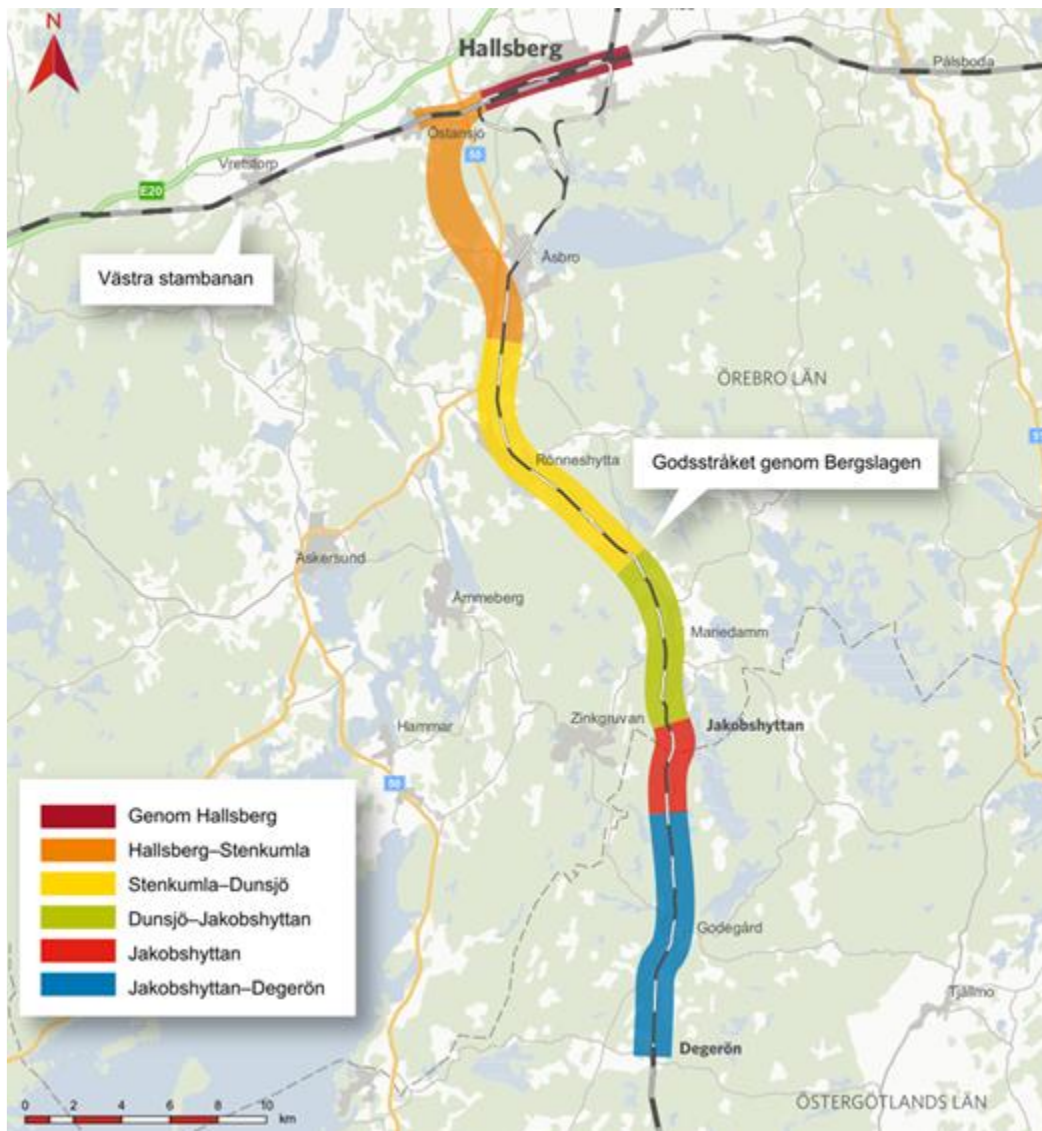 N
Hallsberg
Pålsboda
Östansjö
50
Vretstorp
E20
Åsbro
Västra stambanan
ÖREBRO LÄN
Rönneshytta
Godsstråket genom Bergslagen
Askersund
Åmmeberg
Mariedamm
Zinkgruvan
Jakobshyttan
Hammar
50
Genom Hallsberg
Hallsberg–Stenkumla
Stenkumla–Dunsjö
Dunsjö–Jakobshyttan
Jakobshyttan
Jakobshyttan–Degerön
Godegård
Tjällmo
Degerön
ÖSTERGÖTLANDS LÄN
0 2 4 6 8 10
km